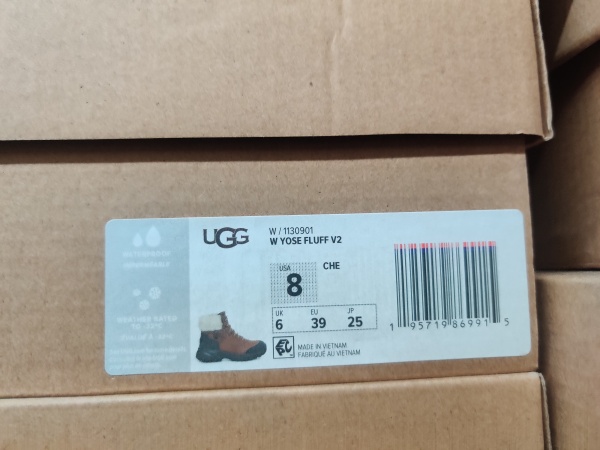 UGG
W / 1130901
W YOSE FLUFF V2
USA
8
CHE
UK EU JP
6 39 25
MADE IN VIETNAM
FABRIQUÉ AU VIETNAM
1 95719 86991 5